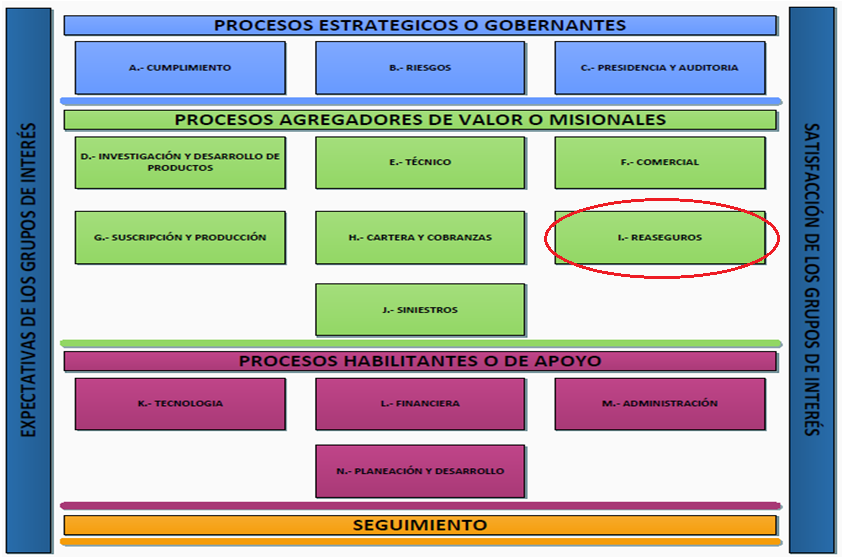 EXPECTATIVAS DE LOS GRUPOS DE INTERÉS
PROCESOS ESTRATEGICOS O GOBERNANTES
A.- CUMPLIMIENTO
B.- RIESGOS
C.- PRESIDENCIA Y AUDITORIA
PROCESOS AGREGADORES DE VALOR O MISIONALES
D.- INVESTIGACIÓN Y DESARROLLO DE
PRODUCTOS
E.- TÉCNICO
F.- COMERCIAL
G.- SUSCRIPCIÓN Y PRODUCCIÓN
H.- CARTERA Y COBRANZAS
I.- REASEGUROS
J.- SINIESTROS
PROCESOS HABILITANTES O DE APOYO
K.- TECNOLOGIA
L.- FINANCIERA
M.- ADMINISTRACIÓN
N.- PLANEACIÓN Y DESARROLLO
SEGUIMIENTO
SATISFACCIÓN DE LOS GRUPOS DE INTERÉS